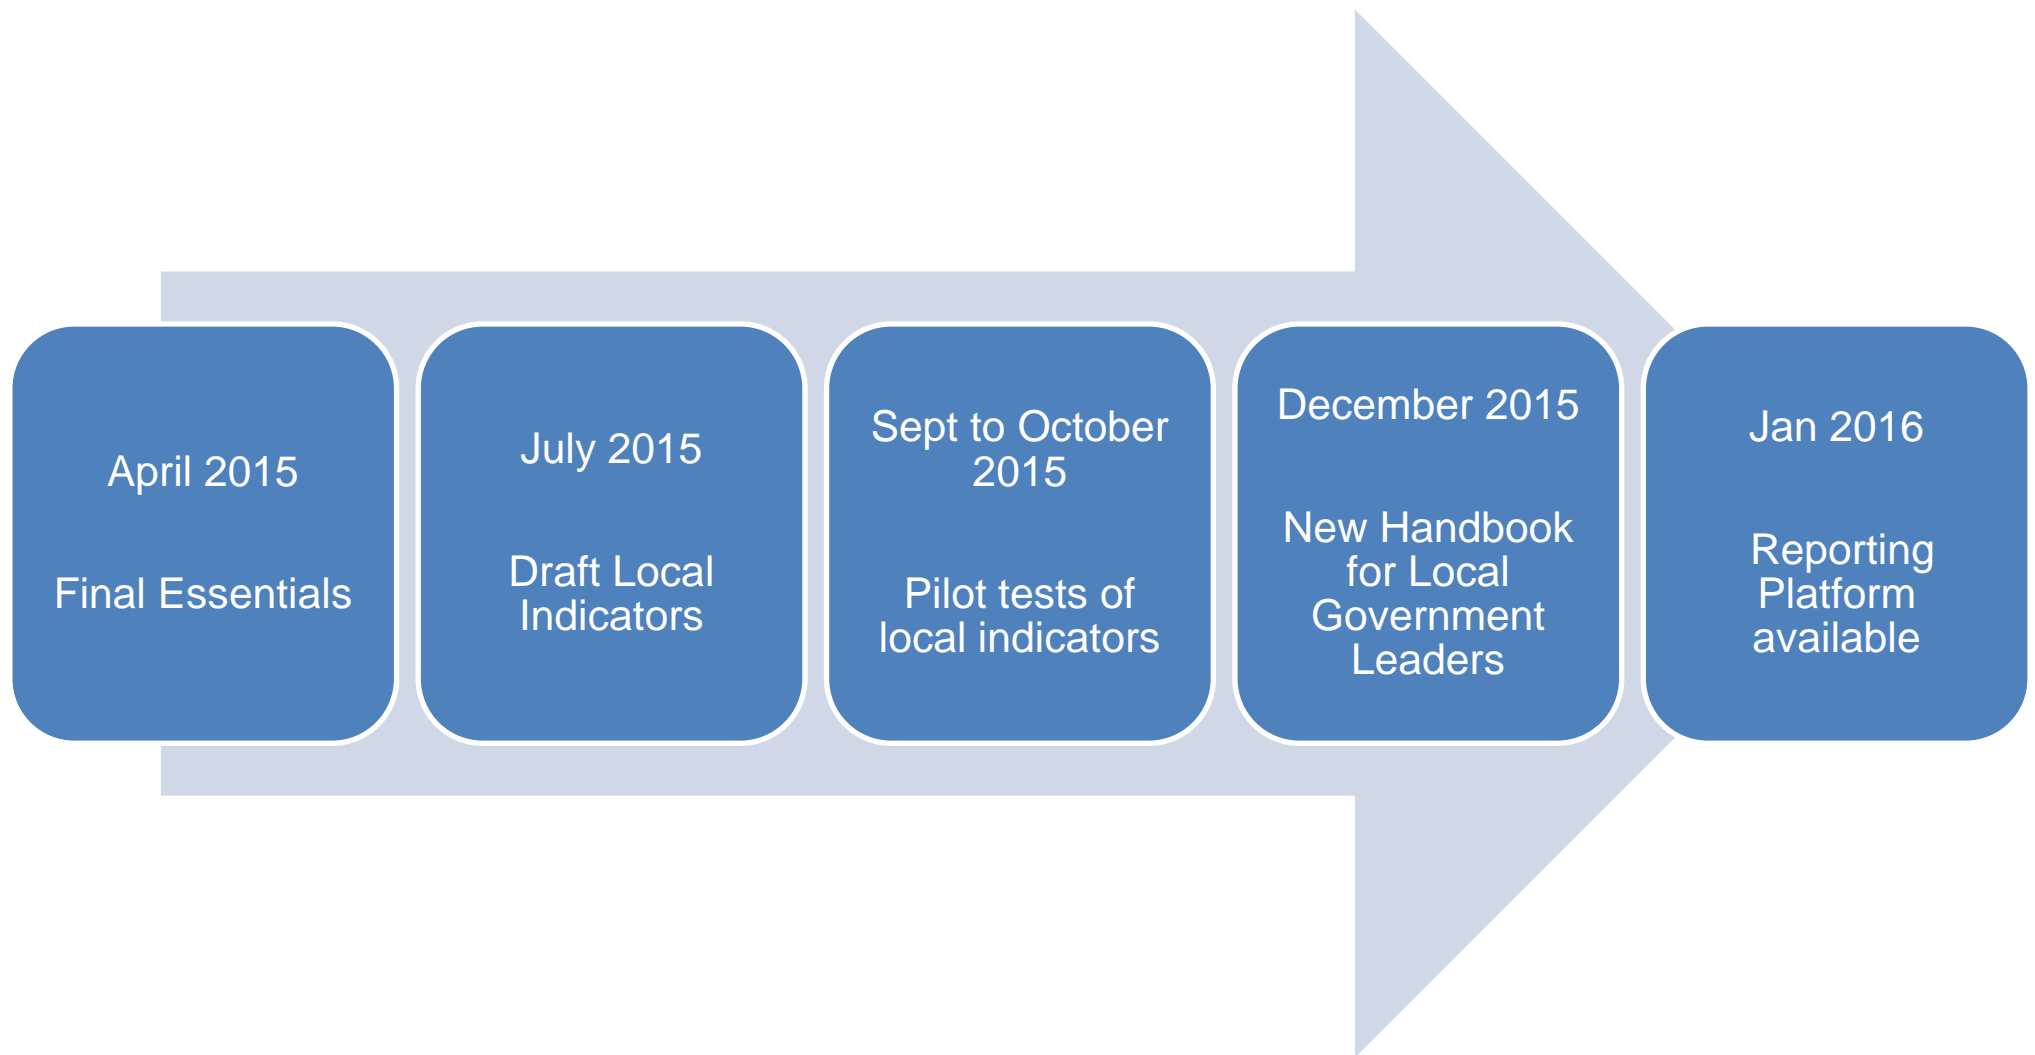 April 2015
Final Essentials
July 2015
Draft Local
Indicators
Sept to October
2015
Pilot tests of
local indicators
December 2015
New Handbook
for Local
Government
Leaders
Jan 2016
Reporting
Platform
available